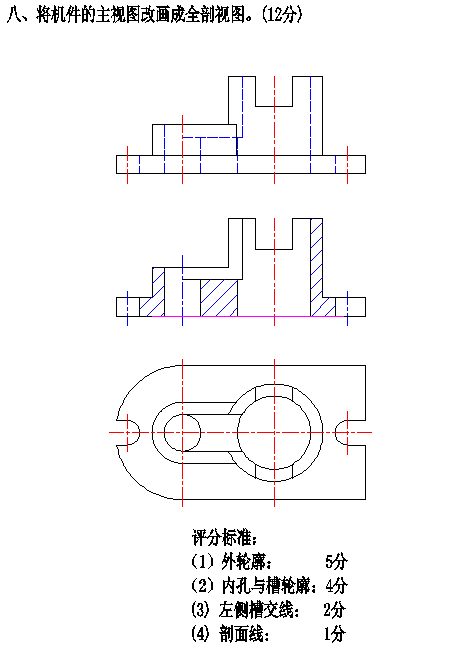 八、将机件的主视图改画成全剖视图。(12分)
评分标准：
(1) 外轮廓： 5分
(2) 内孔与槽轮廓：4分
(3) 左侧槽交线： 2分
(4) 剖面线： 1分